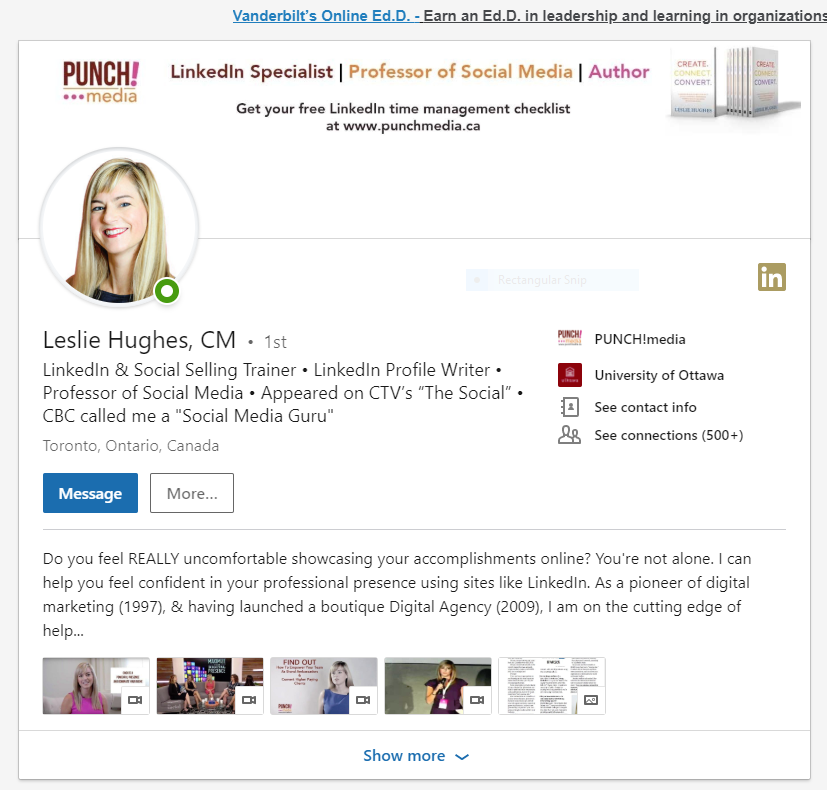 Vanderbilt's Online Ed.D. - Earn an Ed.D. in leadership and learning in organizations
PUNCH!
media
LinkedIn Specialist | Professor of Social Media | Author
Get your free LinkedIn time management checklist
at www.punchmedia.ca
CREATE.
CONNECT.
CONVERT.
LESLIE HUGHES
CREATE.
CONNECT.
CONVERT.
Rectangular Snip
in
Leslie Hughes, CM • 1st
LinkedIn & Social Selling Trainer • LinkedIn Profile Writer •
Professor of Social Media • Appeared on CTV's “The Social” •
CBC called me a "Social Media Guru"
Toronto, Ontario, Canada
PUNCH!media
University of Ottawa
See contact info
See connections (500+)
Message
More...
Do you feel REALLY uncomfortable showcasing your accomplishments online? You're not alone. I can
help you feel confident in your professional presence using sites like LinkedIn. As a pioneer of digital
marketing (1997), & having launched a boutique Digital Agency (2009), I am on the cutting edge of
help...
FIND OUT
Show more